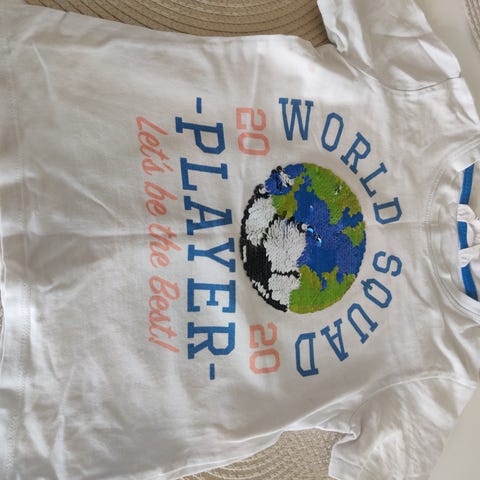 WORLD SQUAD
20 20
-PLAYER-
Let's be the Best!